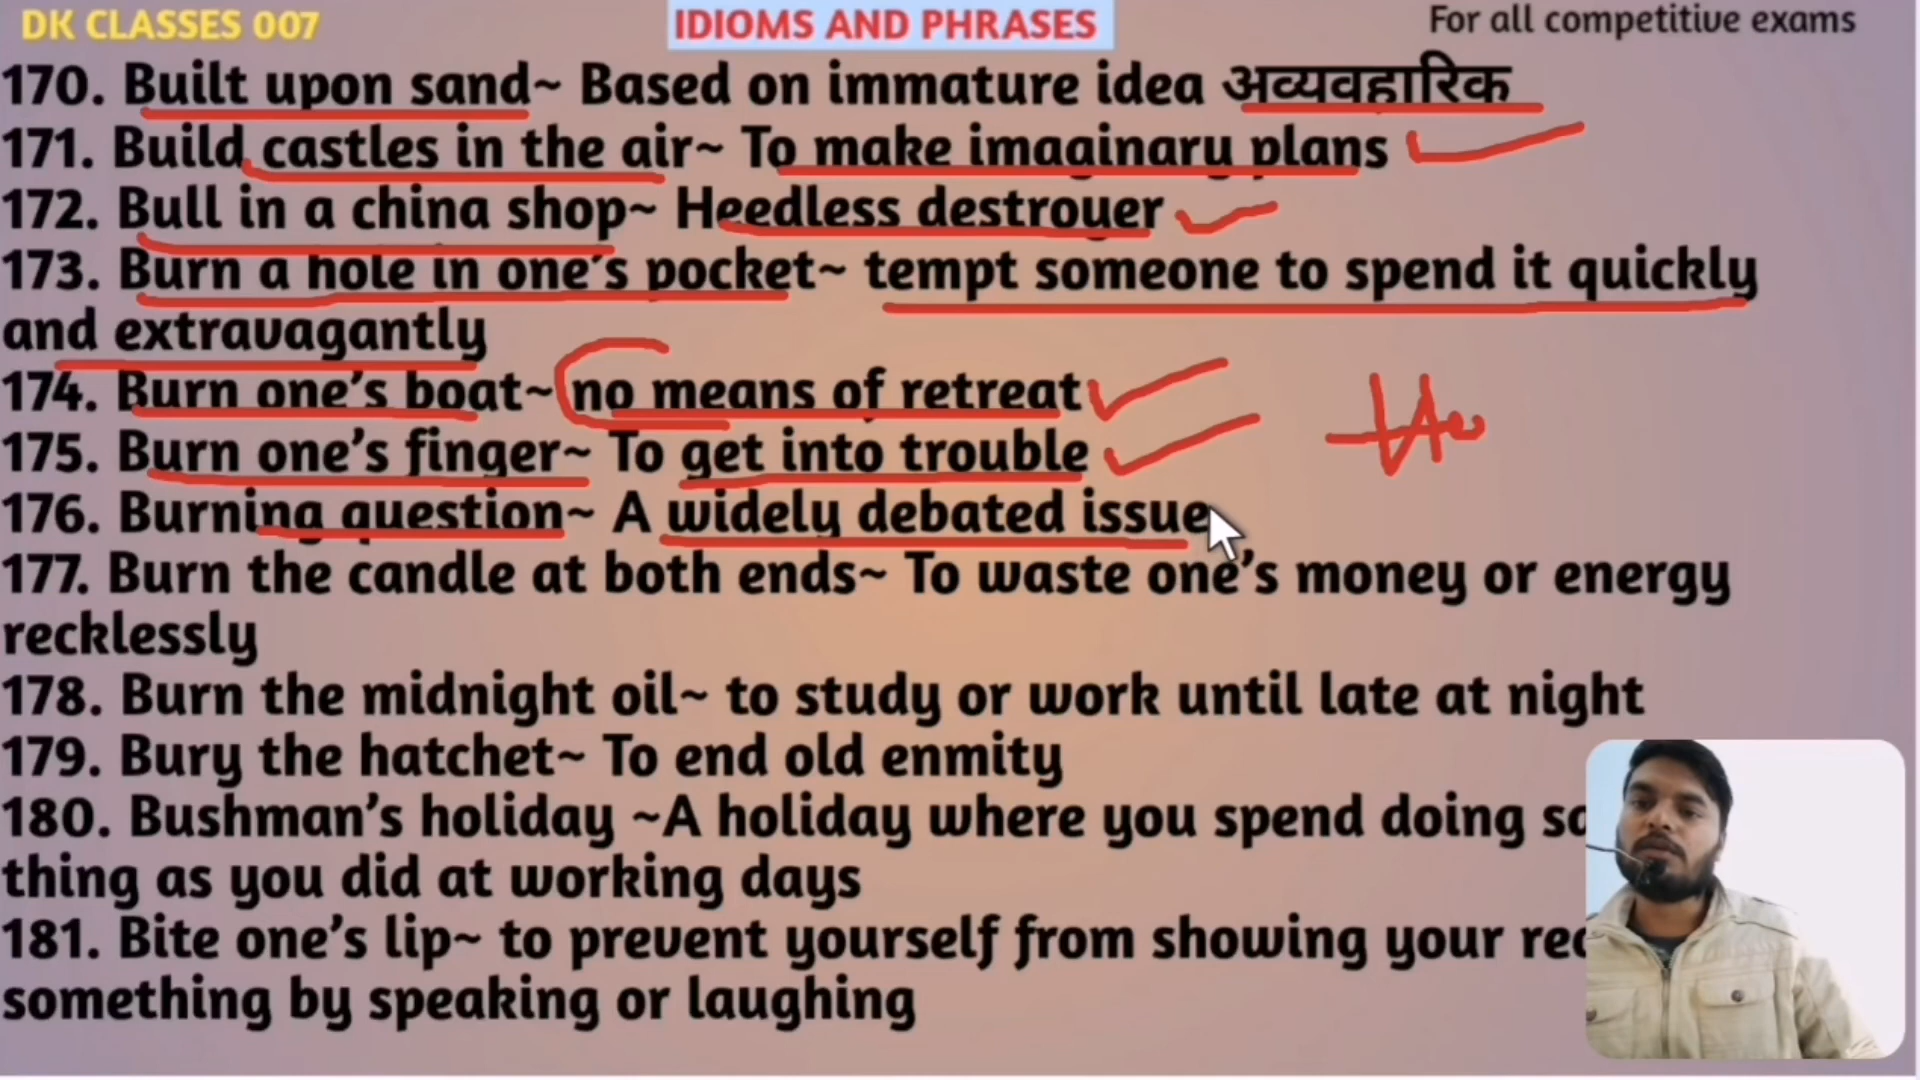 DK CLASSES 007 IDIOMS AND PHRASES For all competitive exams
170. Built upon sand~ Based on immature idea अव्यवहारिक
171. Build castles in the air~ To make imaginary plans
172. Bull in a china shop~ Heedless destroyer
173. Burn a hole in one's pocket~ tempt someone to spend it quickly
and extravagantly
174. Burn one's boat~ no means of retreat
175. Burn one's finger~ To get into trouble
176. Burning question~ A widely debated issue
177. Burn the candle at both ends~ To waste one's money or energy
recklessly
178. Burn the midnight oil~ to study or work until late at night
179. Bury the hatchet~ To end old enmity
180. Bushman's holiday ~A holiday where you spend doing
thing as you did at working days
181. Bite one's lip~ to prevent yourself from showing your
something by speaking or laughing